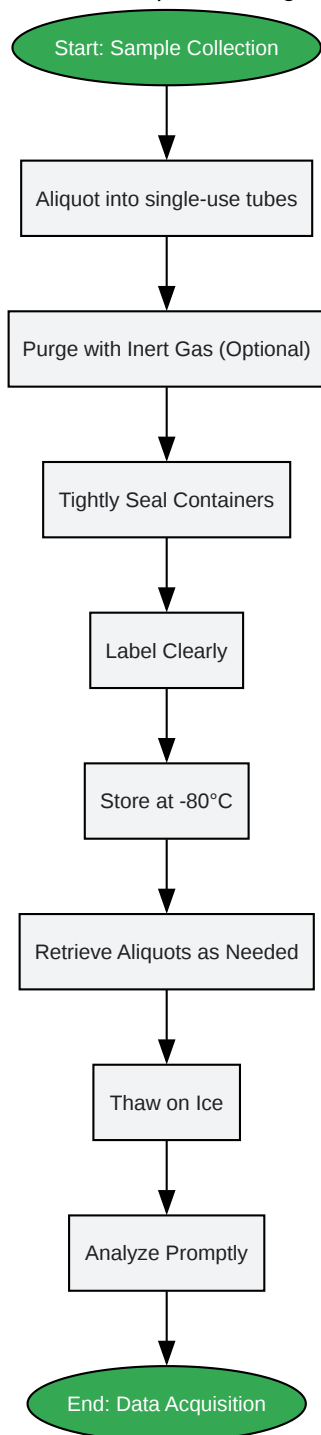 Start: Sample Collection
Aliquot into single-use tubes
Purge with Inert Gas (Optional)
Tightly Seal Containers
Label Clearly
Store at -80°C
Retrieve Aliquots as Needed
Thaw on Ice
Analyze Promptly
End: Data Acquisition